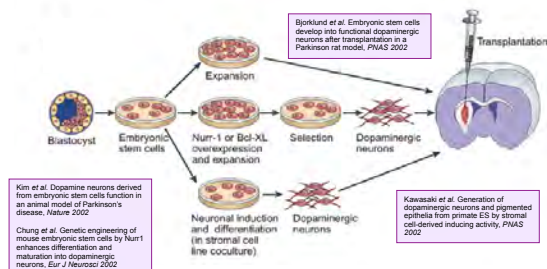 Bjorklund et al. Embryonic stem cells
develop into functional dopaminergic
neurons after transplantation in a
Parkinson rat model, PNAS 2002
Transplantation
Expansion
Blastocyst
Embryonic
stem cells
Nurr-1 or Bcl-XL
overexpression
and expansion
Selection
Dopaminergic
neurons
Kim et al. Dopamine neurons derived
from embryonic stem cells function in
an animal model of Parkinson's
disease, Nature 2002
Chung et al. Genetic engineering of
mouse embryonic stem cells by Nurr1
enhances differentiation and
maturation into dopaminergic
neurons, Eur J Neurosci 2002
Neuronal induction
and differentiation
(in stromal cell
line coculture)
Dopaminergic
neurons
Kawasaki et al. Generation of
dopaminergic neurons and pigmented
epithelia from primate ES by stromal
cell-derived inducing activity, PNAS
2002